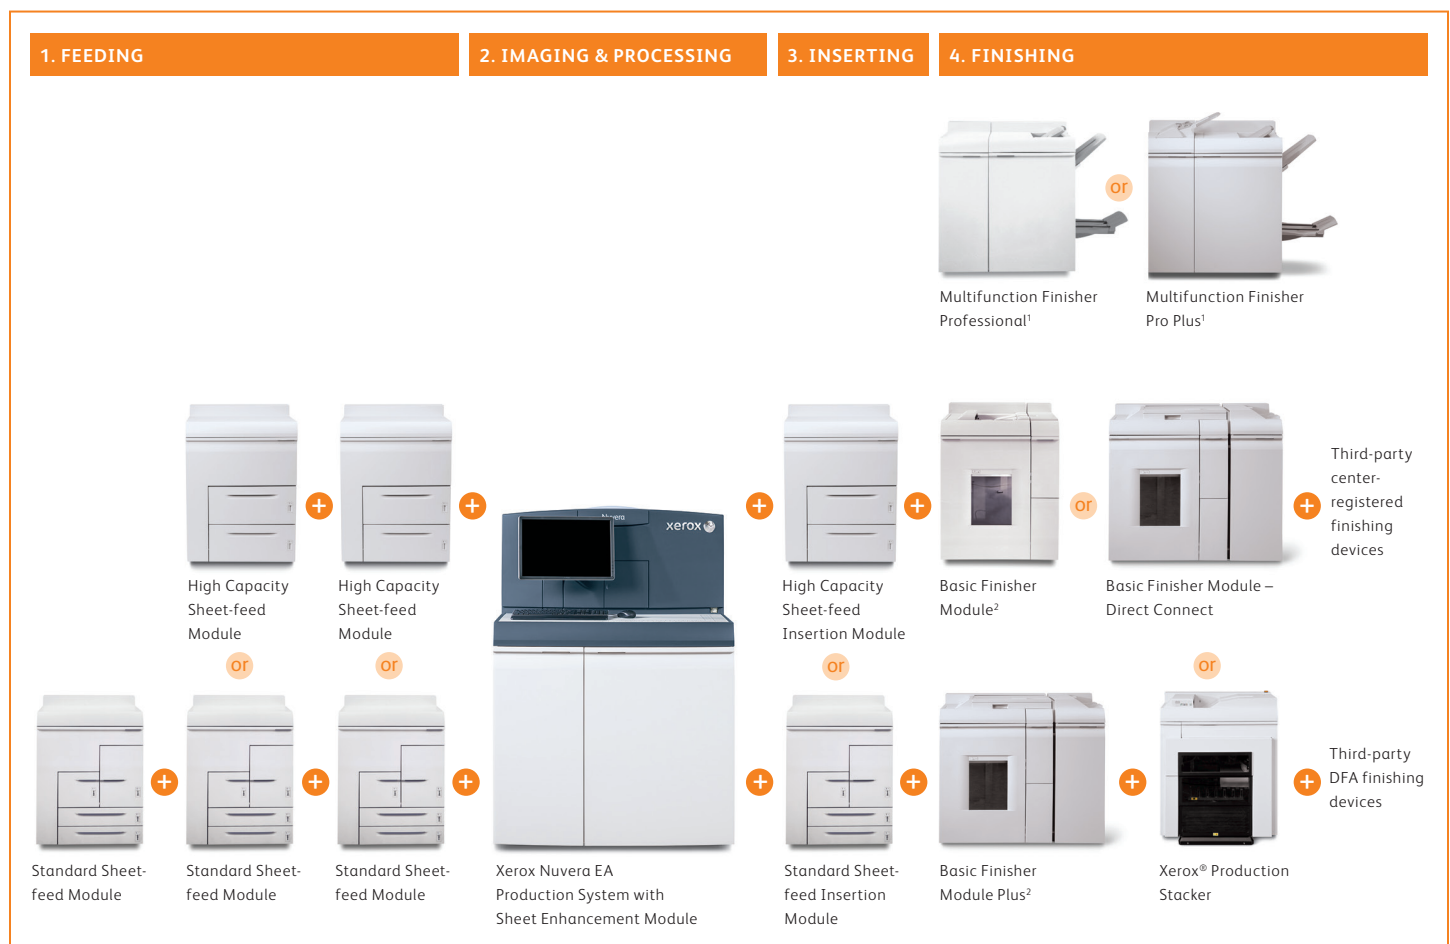 1. FEEDING
2. IMAGING & PROCESSING
3. INSERTING
4. FINISHING
or
Multifunction Finisher
Professional¹
Multifunction Finisher
Pro Plus¹
Nuvera
xerox
+
+
+
+
or
+
Third-party
center-
registered
finishing
devices
High Capacity
Sheet-feed
Module
High Capacity
Sheet-feed
Module
High Capacity
Sheet-feed
Insertion Module
Basic Finisher
Module²
Basic Finisher Module –
Direct Connect
or
or
or
or
+
+
+
+
+
+
+
Third-party
DFA finishing
devices
Standard Sheet-
feed Module
Standard Sheet-
feed Module
Standard Sheet-
feed Module
Xerox Nuvera EA
Production System with
Sheet Enhancement Module
Standard Sheet-
feed Insertion
Module
Basic Finisher
Module Plus²
Xerox® Production
Stacker